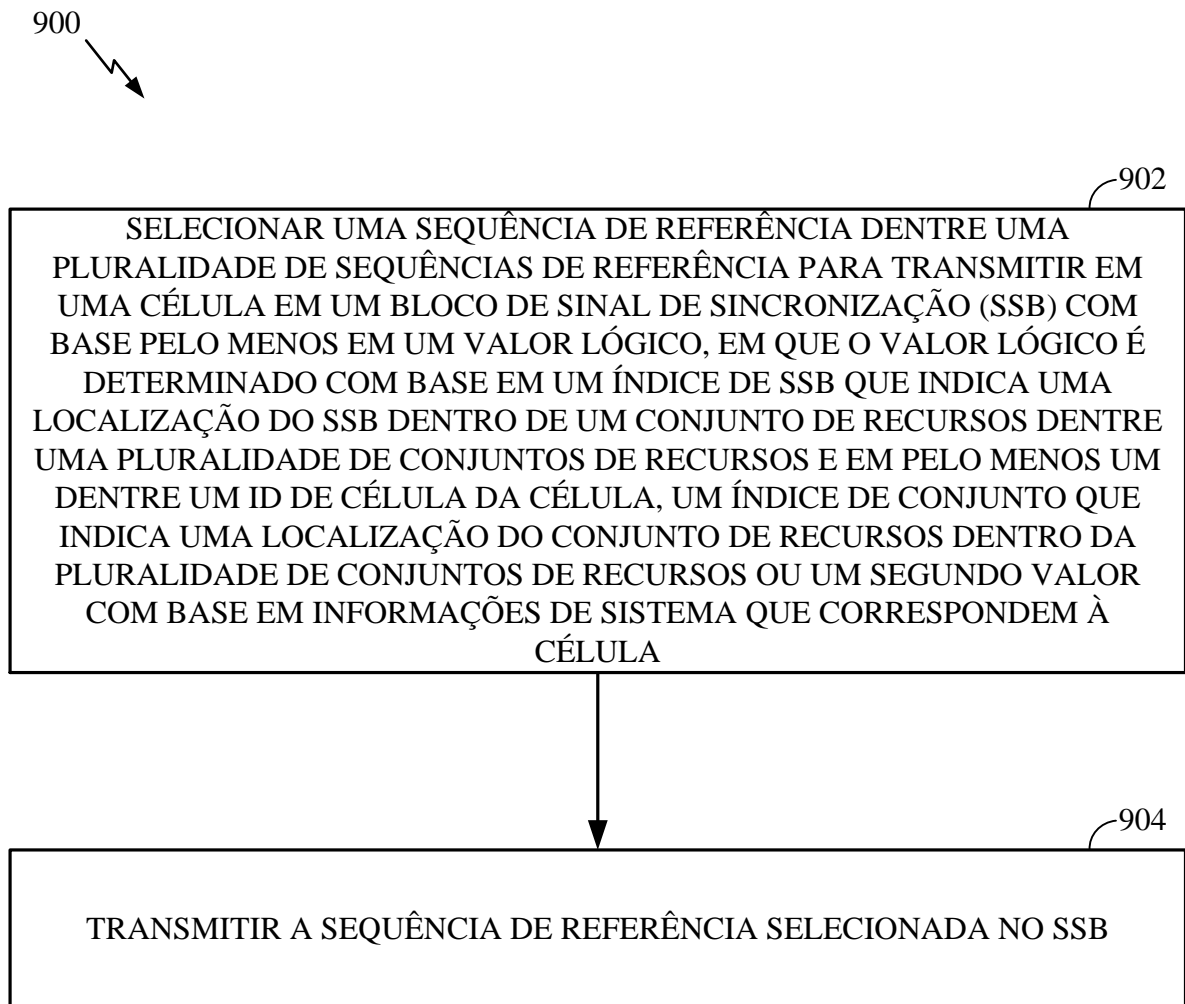 900
902
SELECIONAR UMA SEQUÊNCIA DE REFERÊNCIA DENTRE UMA
PLURALIDADE DE SEQUÊNCIAS DE REFERÊNCIA PARA TRANSMITIR EM
UMA CÉLULA EM UM BLOCO DE SINAL DE SINCRONIZAÇÃO (SSB) COM
BASE PELO MENOS EM UM VALOR LÓGICO, EM QUE O VALOR LÓGICO É
DETERMINADO COM BASE EM UM ÍNDICE DE SSB QUE INDICA UMA
LOCALIZAÇÃO DO SSB DENTRO DE UM CONJUNTO DE RECURSOS DENTRE
UMA PLURALIDADE DE CONJUNTOS DE RECURSOS E EM PELO MENOS UM
DENTRE UM ID DE CÉLULA DA CÉLULA, UM ÍNDICE DE CONJUNTO QUE
INDICA UMA LOCALIZAÇÃO DO CONJUNTO DE RECURSOS DENTRO DA
PLURALIDADE DE CONJUNTOS DE RECURSOS OU UM SEGUNDO VALOR
COM BASE EM INFORMAÇÕES DE SISTEMA QUE CORRESPONDEM À
CÉLULA
904
TRANSMITIR A SEQUÊNCIA DE REFERÊNCIA SELECIONADA NO SSB